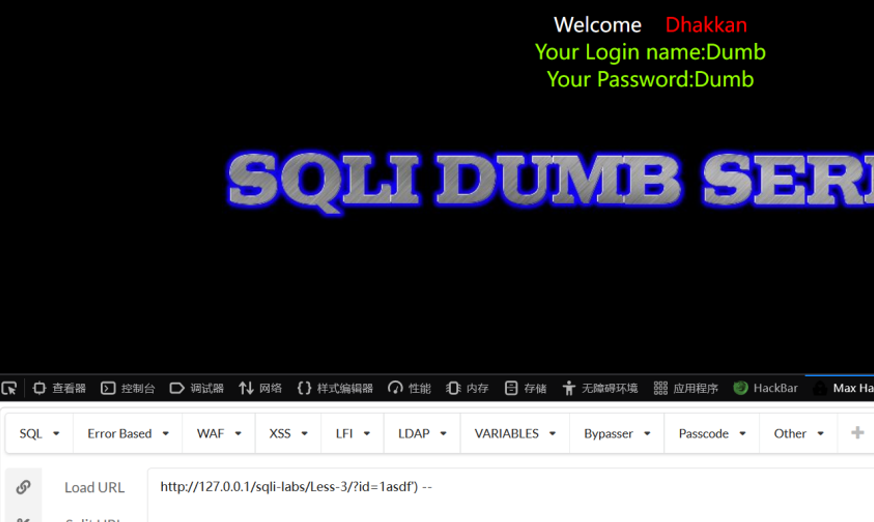 Welcome Dhakkan
Your Login name:Dumb
Your Password:Dumb
SQLI DUMB SERI
查看器 控制台 调试器 网络 样式编辑器 性能 内存 存储 无障碍环境 应用程序 HackBar Max Ha
SQL Error Based WAF XSS LFI LDAP VARIABLES Bypasser Passcode Other
Load URL http://127.0.0.1/sqli-labs/Less-3/?id=1asdf') --
Split URL